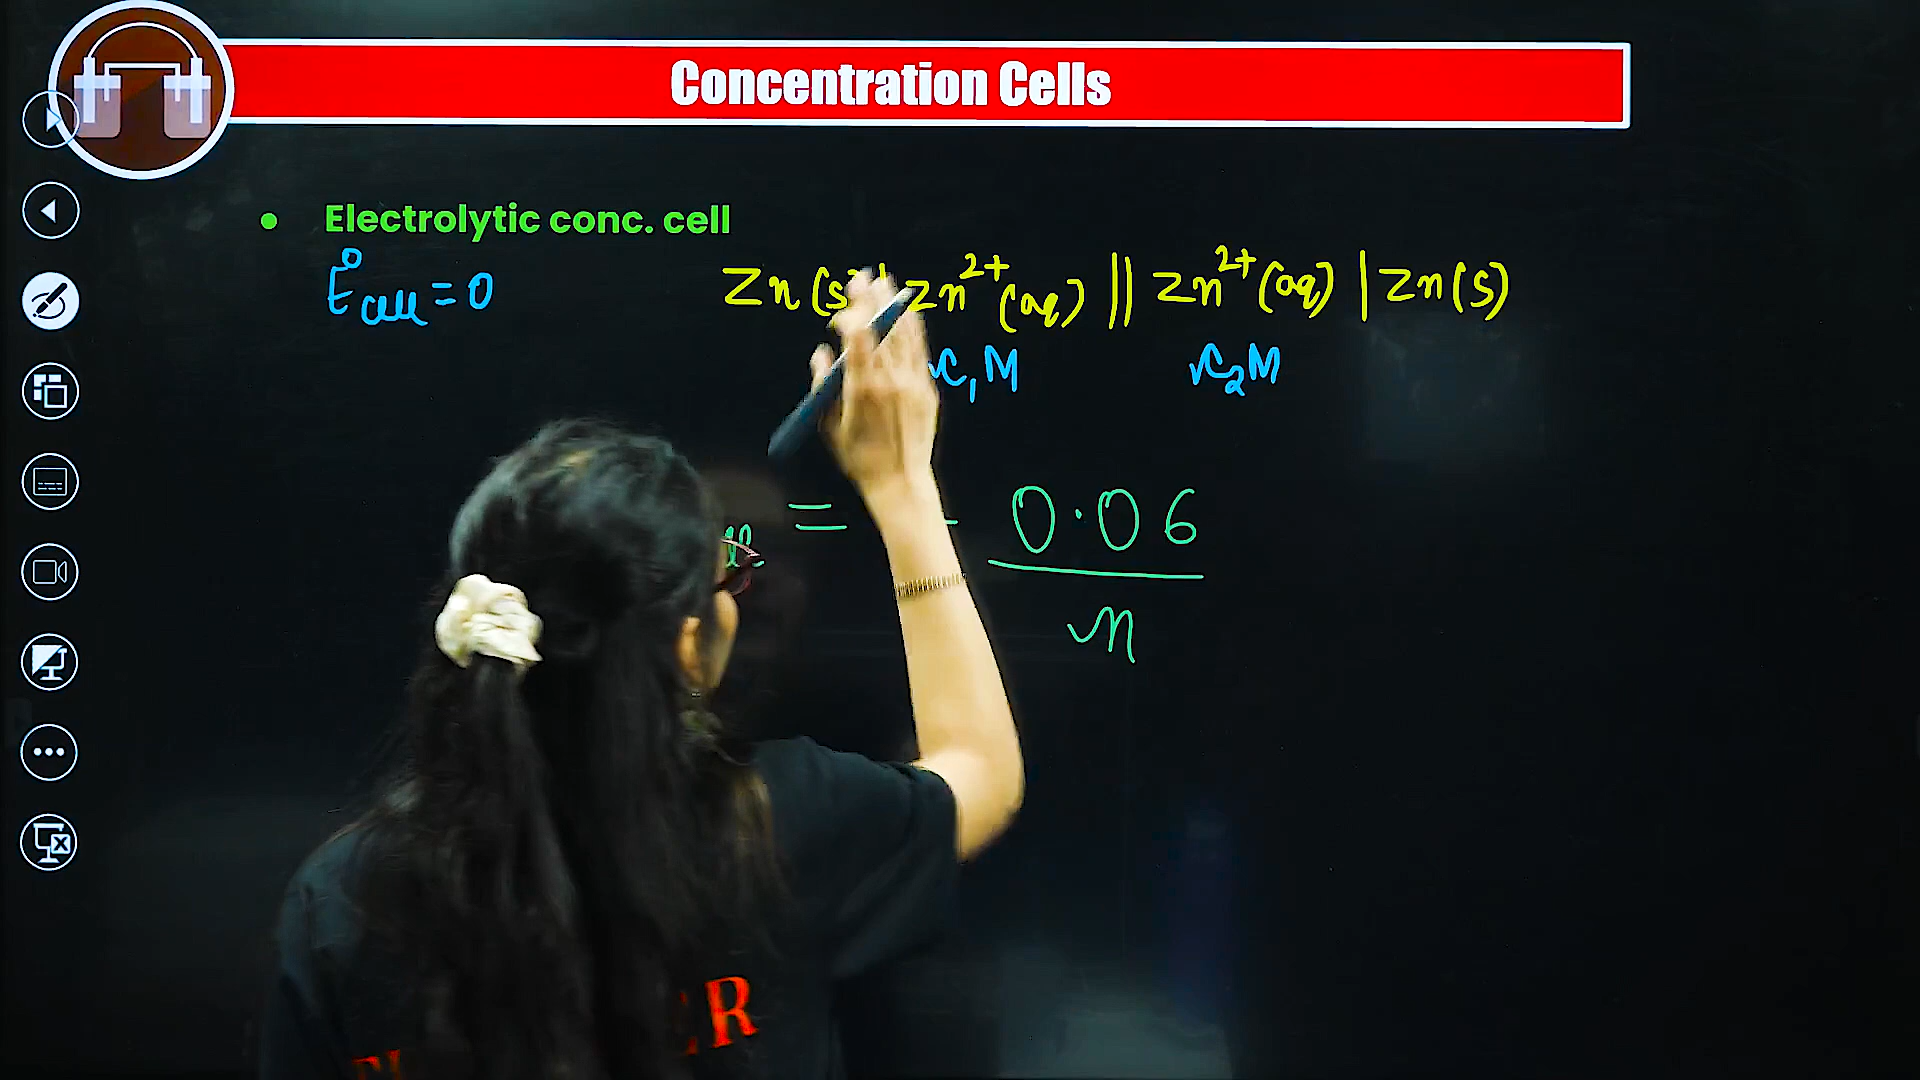 Concentration Cells
• Electrolytic conc. cell
E°cell = 0
Zn(s) | Zn²⁺(aq) || Zn²⁺(aq) | Zn(s)
C₁M C₂M
= - 0.06
n
R